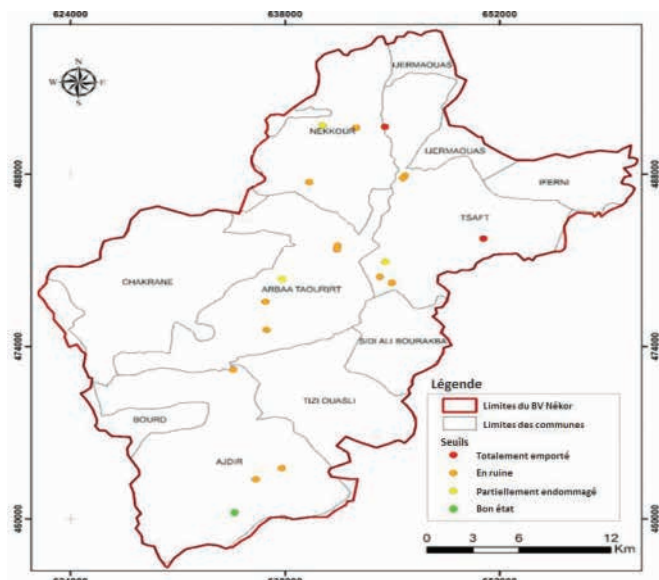 624000 638000 652000
N
W E
S
IJERMAOUAS
NEKKOUR
IJERMAOUAS
488000 488000
IFERNI
TSAFT
CHAKRANE
ARBAA TAOURIRT
SIDI ALI BOURAKBA
474000 474000
Légende
TIZI OUASLI
Limites du BV Nékor
BOURD
Limites des communes
Seuils
AJDIR
Totalement emporté
En ruine
Partiellement endommagé
Bon état
460000 460000
0 3 6 12
Km